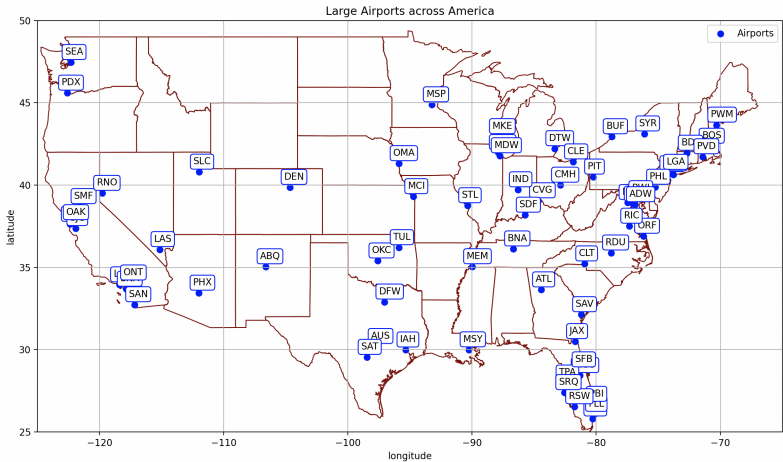 Large Airports across America
Airports
50
45
40
35
30
25
latitude
SEA
PDX
MSP
PWM
MKE
BUF
SYR
BOS
DTW
MDW
PVD
CLE
OMA
SLC
LGA
PIT
DEN
RNO
CMH
PHL
IND
MCI
CVG
ADW
SMF
STL
SDF
OAK
RIC
ORF
LAS
TUL
BNA
RDU
OKC
ABQ
MEM
CLT
ONT
PHX
ATL
SAN
DFW
SAV
AUS
IAH
MSY
JAX
SAT
SFB
TPA
SRQ
RSW
−120
−110
−100
−90
−80
−70
longitude